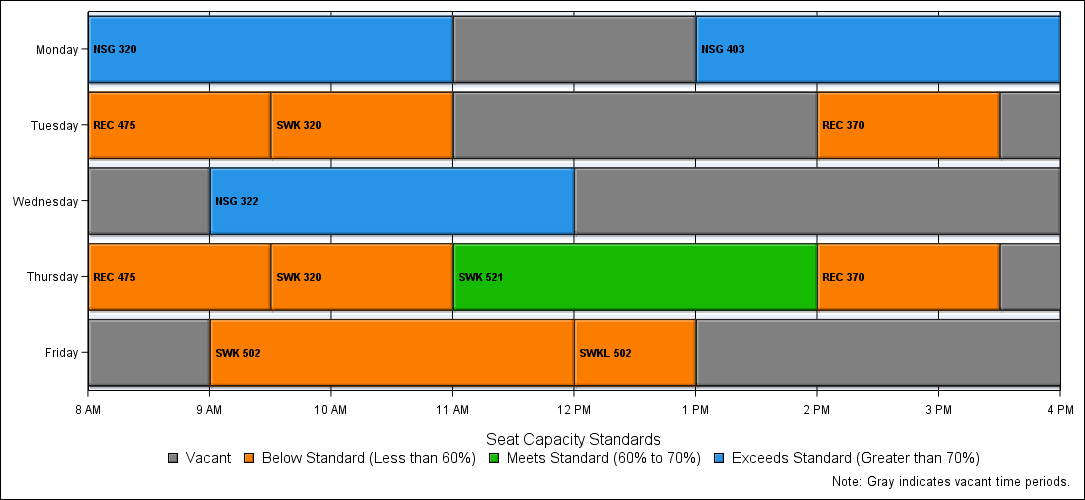 Monday
NSG 320
NSG 403
Tuesday
REC 475
SWK 320
REC 370
Wednesday
NSG 322
Thursday
REC 475
SWK 320
SWK 521
REC 370
Friday
SWK 502
SWKL 502
8 AM 9 AM 10 AM 11 AM 12 PM 1 PM 2 PM 3 PM 4 PM
Seat Capacity Standards
Vacant Below Standard (Less than 60%) Meets Standard (60% to 70%) Exceeds Standard (Greater than 70%)
Note: Gray indicates vacant time periods.